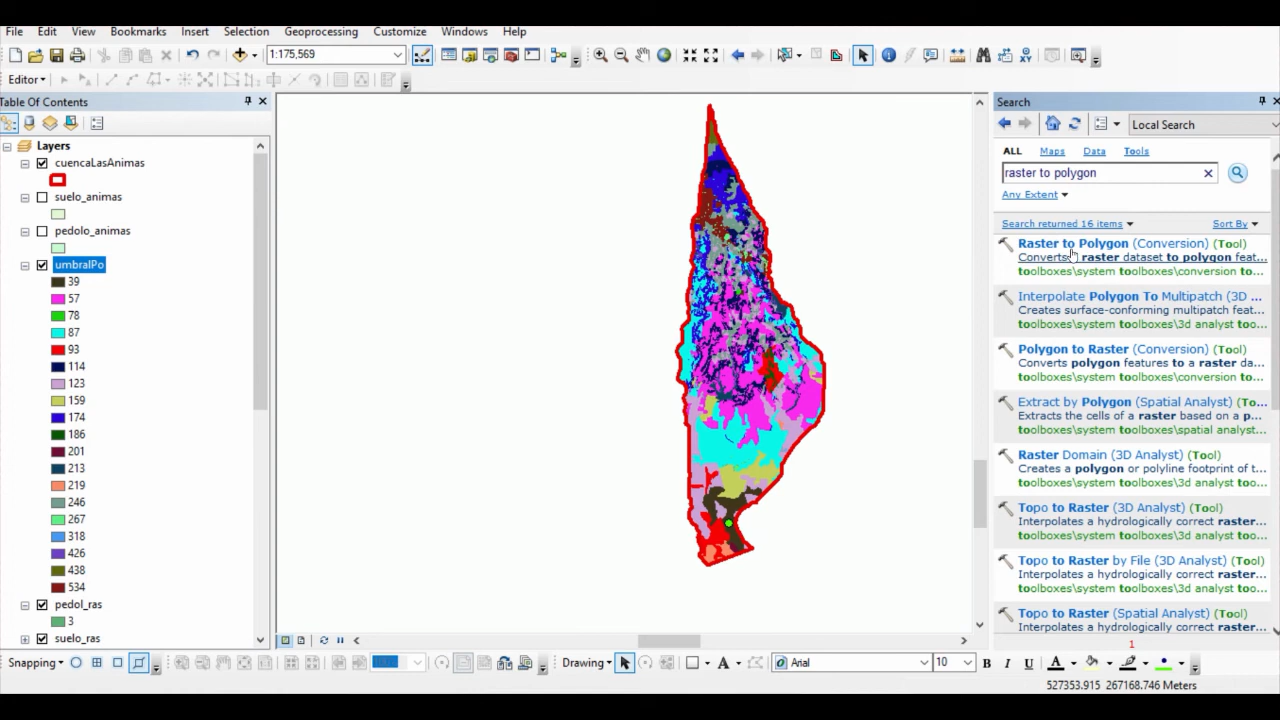 File Edit View Bookmarks Insert Selection Geoprocessing Customize Windows Help
1:175,569
Editor
Table Of Contents
Layers
cuencaLasAnimas
suelo_animas
pedolo_animas
umbralPo
39
57
78
87
93
114
123
159
174
186
201
213
219
246
267
318
426
438
534
pedol_ras
3
suelo_ras
Search
Local Search
ALL Maps Data Tools
raster to polygon
Any Extent
Search returned 16 items Sort By
Raster to Polygon (Conversion) (Tool)
Converts a raster dataset to polygon feat...
toolboxes\system toolboxes\conversion to...
Interpolate Polygon To Multipatch (3D ...
Creates surface-conforming multipatch feat...
toolboxes\system toolboxes\3d analyst too...
Polygon to Raster (Conversion) (Tool)
Converts polygon features to a raster da...
toolboxes\system toolboxes\conversion to...
Extract by Polygon (Spatial Analyst) (To...
Extracts the cells of a raster based on a p...
toolboxes\system toolboxes\spatial analyst...
Raster Domain (3D Analyst) (Tool)
Creates a polygon or polyline footprint of t...
toolboxes\system toolboxes\3d analyst too...
Topo to Raster (3D Analyst) (Tool)
Interpolates a hydrologically correct raster...
toolboxes\system toolboxes\3d analyst too...
Topo to Raster by File (3D Analyst) (Tool)
Interpolates a hydrologically correct raster...
toolboxes\system toolboxes\3d analyst too...
Topo to Raster (Spatial Analyst) (Tool)
Interpolates a hydrologically correct raster...
1
Snapping
Drawing A Arial 10 B I U A
527353.915 267168.746 Meters